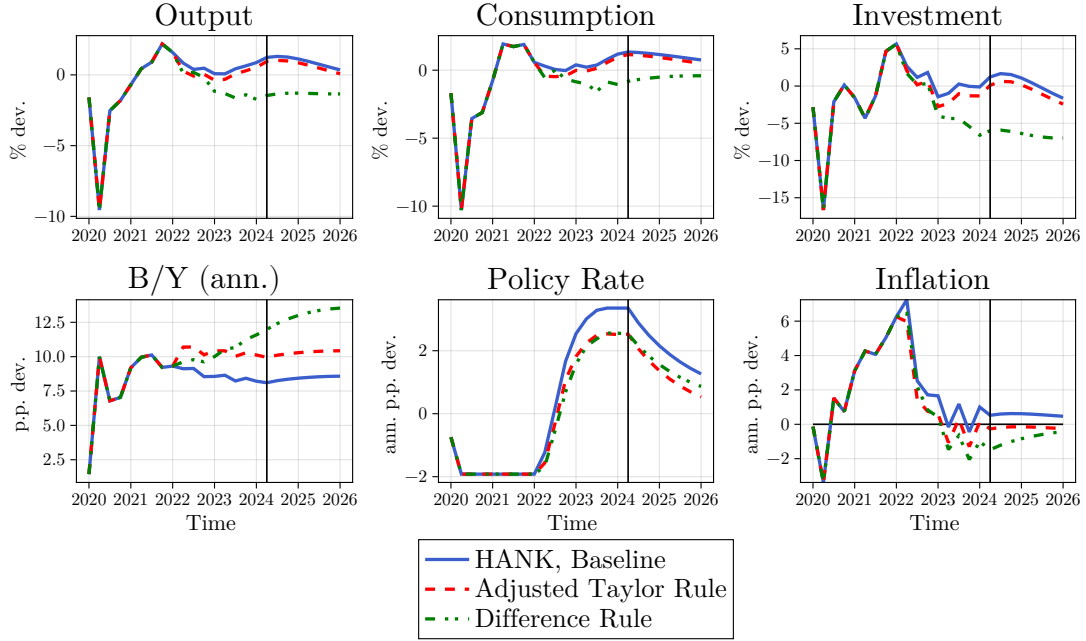 Output
Consumption
Investment
% dev.
0
−5
−10
2020 2021 2022 2023 2024 2025 2026
% dev.
0
−5
−10
2020 2021 2022 2023 2024 2025 2026
% dev.
5
0
−5
−10
−15
2020 2021 2022 2023 2024 2025 2026
B/Y (ann.)
Policy Rate
Inflation
p.p. dev.
12.5
10.0
7.5
5.0
2.5
2020 2021 2022 2023 2024 2025 2026
Time
ann. p.p. dev.
2
0
−2
2020 2021 2022 2023 2024 2025 2026
Time
ann. p.p. dev.
6
4
2
0
−2
2020 2021 2022 2023 2024 2025 2026
Time
HANK, Baseline
Adjusted Taylor Rule
Difference Rule